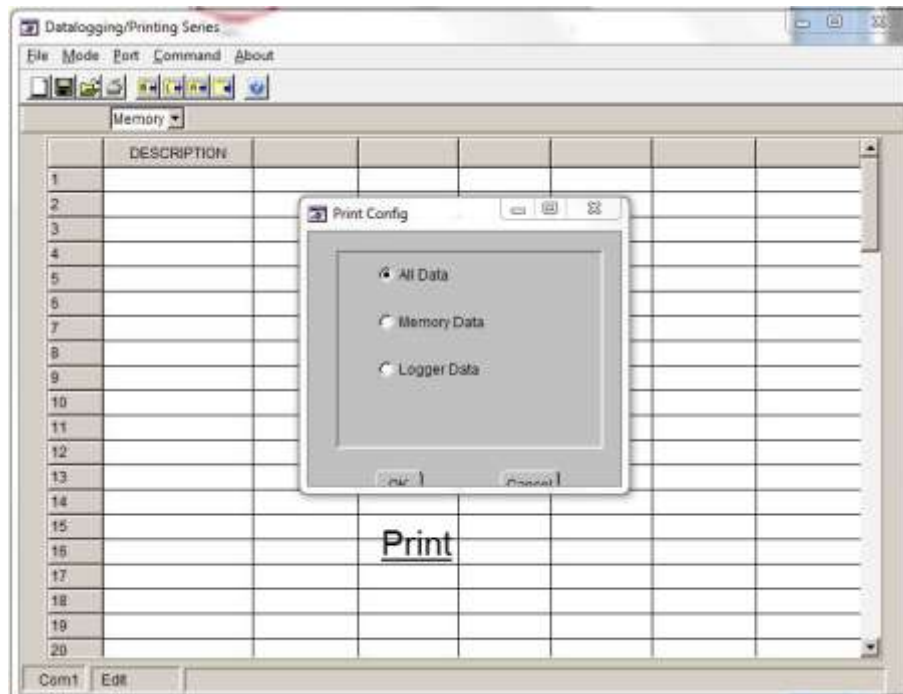 Datalogging/Printing Series
File Mode Port Command About
Memory
DESCRIPTION
1
2
3
4
5
6
7
8
9
10
11
12
13
14
15
16
17
18
19
20
Print Config
All Data
Memory Data
Logger Data
OK Cancel
Print
Com1 Edit